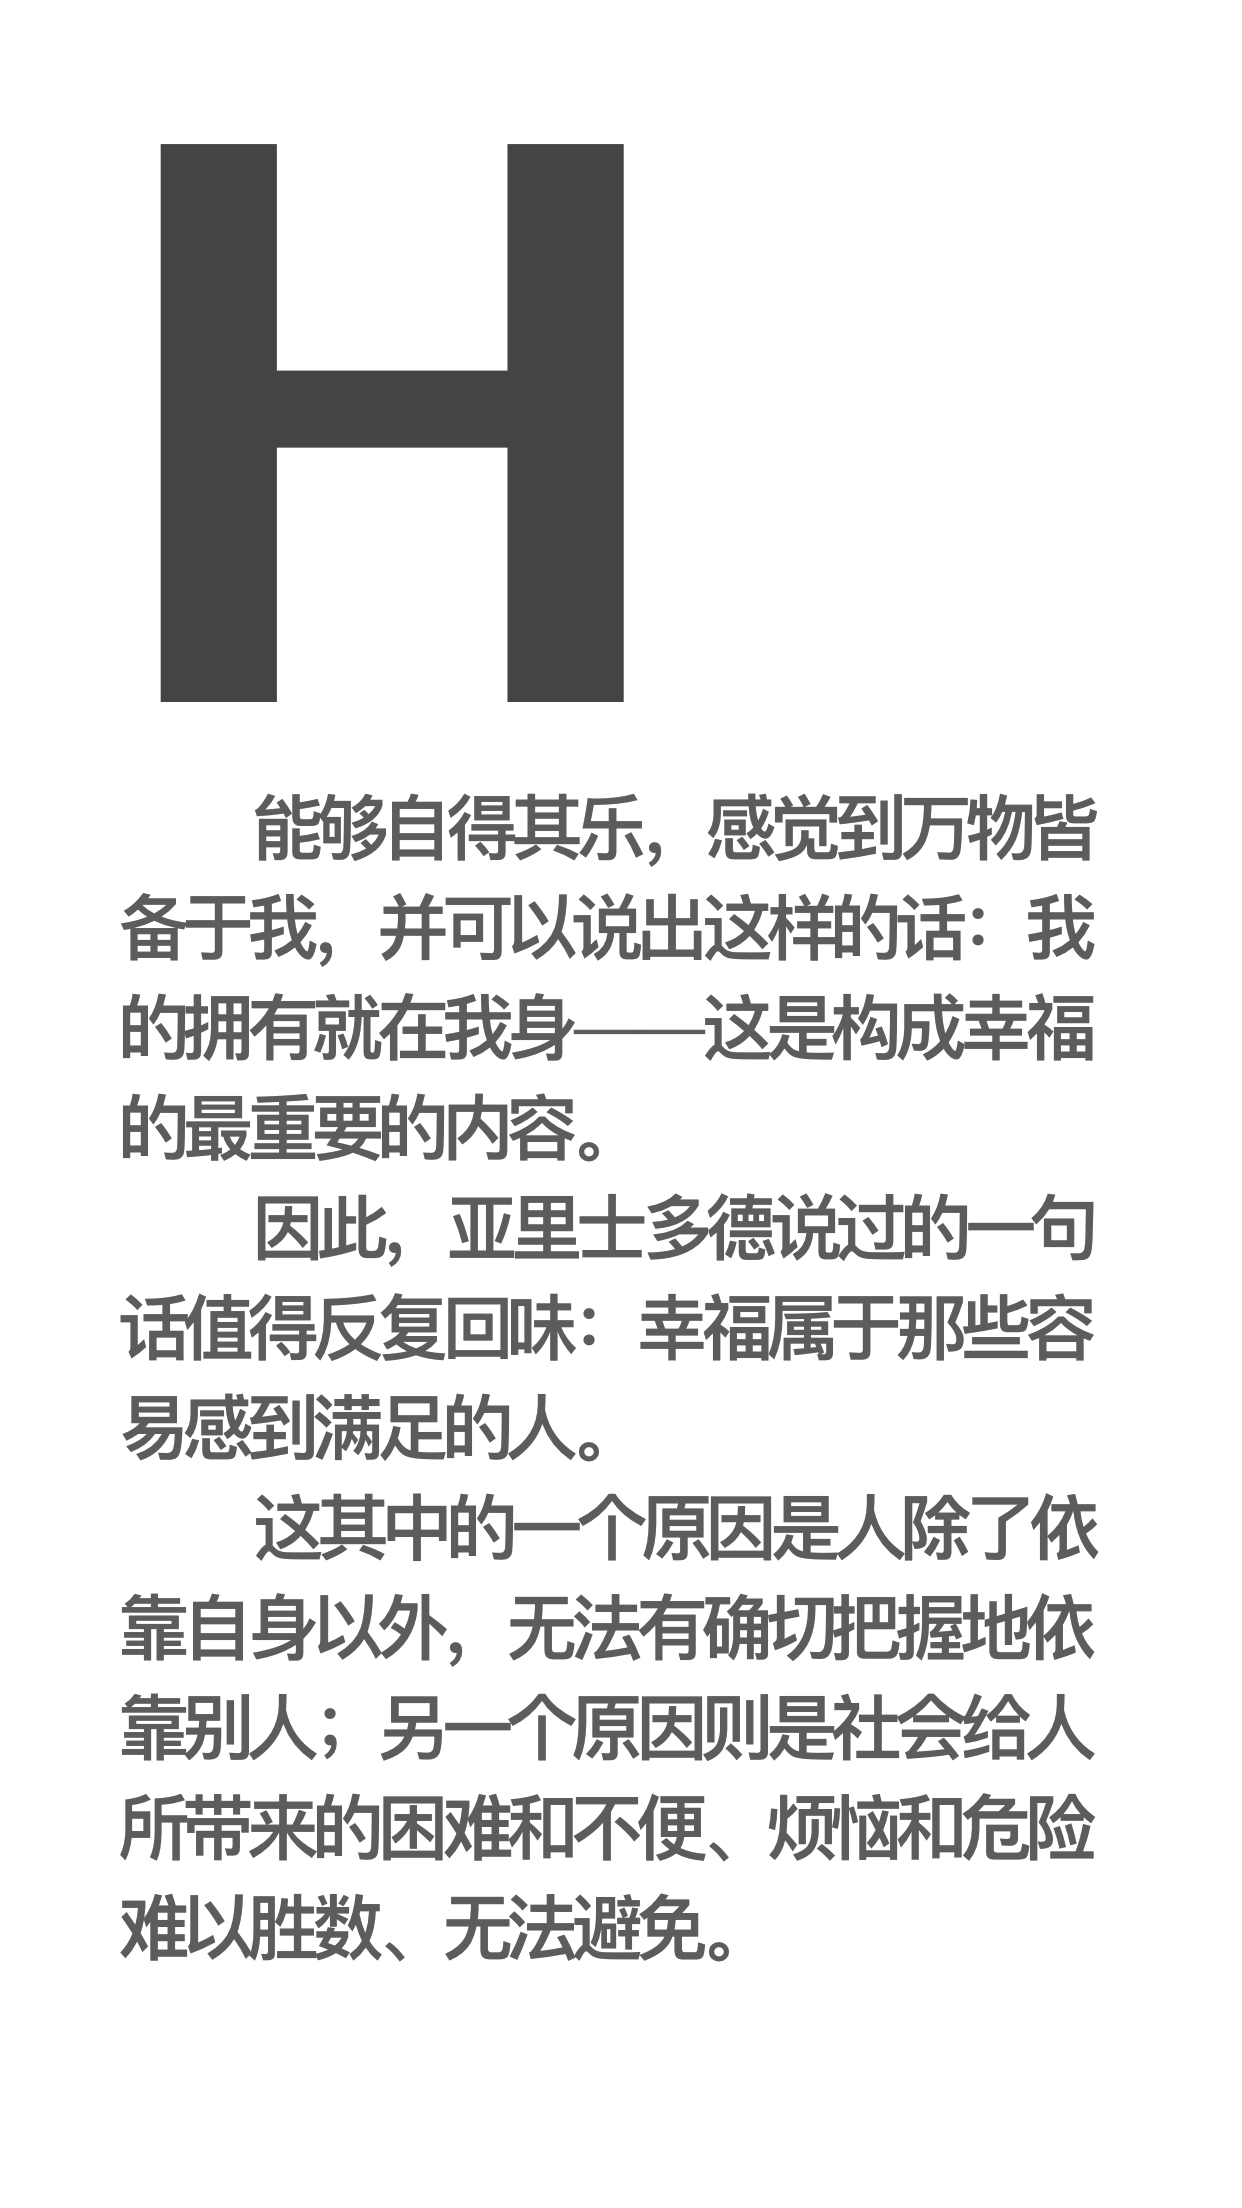 H
能够自得其乐，感觉到万物皆
备于我，并可以说出这样的话：我
的拥有就在我身——这是构成幸福
的最重要的内容。
因此，亚里士多德说过的一句
话值得反复回味：幸福属于那些容
易感到满足的人。
这其中的一个原因是人除了依
靠自身以外，无法有确切把握地依
靠别人；另一个原因则是社会给人
所带来的困难和不便、烦恼和危险
难以胜数、无法避免。